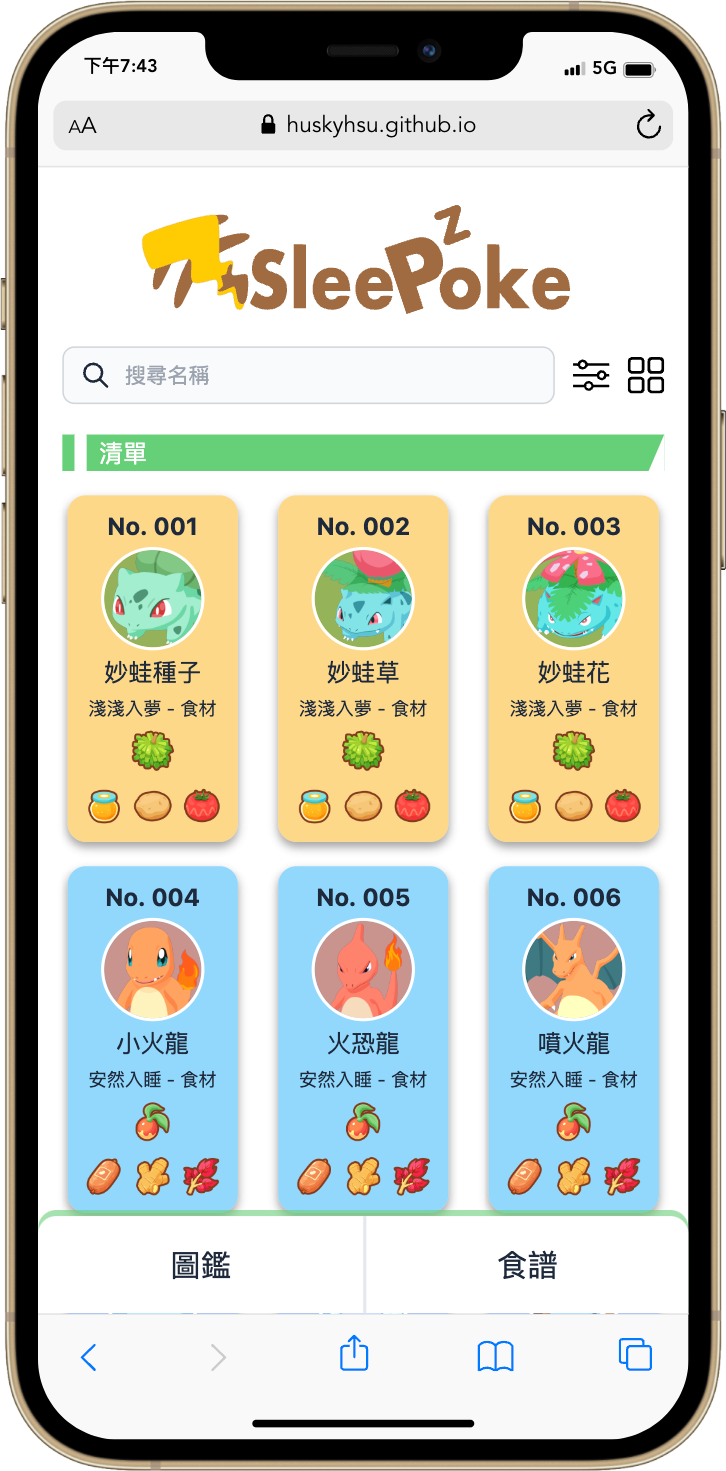 下午7:43
5G
AA
huskyhsu.github.io
SleePoke
z
搜尋名稱
清單
No. 001
No. 002
No. 003
妙蛙種子
妙蛙草
妙蛙花
淺淺入夢 - 食材
淺淺入夢 - 食材
淺淺入夢 - 食材
No. 004
No. 005
No. 006
小火龍
火恐龍
噴火龍
安然入睡 - 食材
安然入睡 - 食材
安然入睡 - 食材
圖鑑
食譜